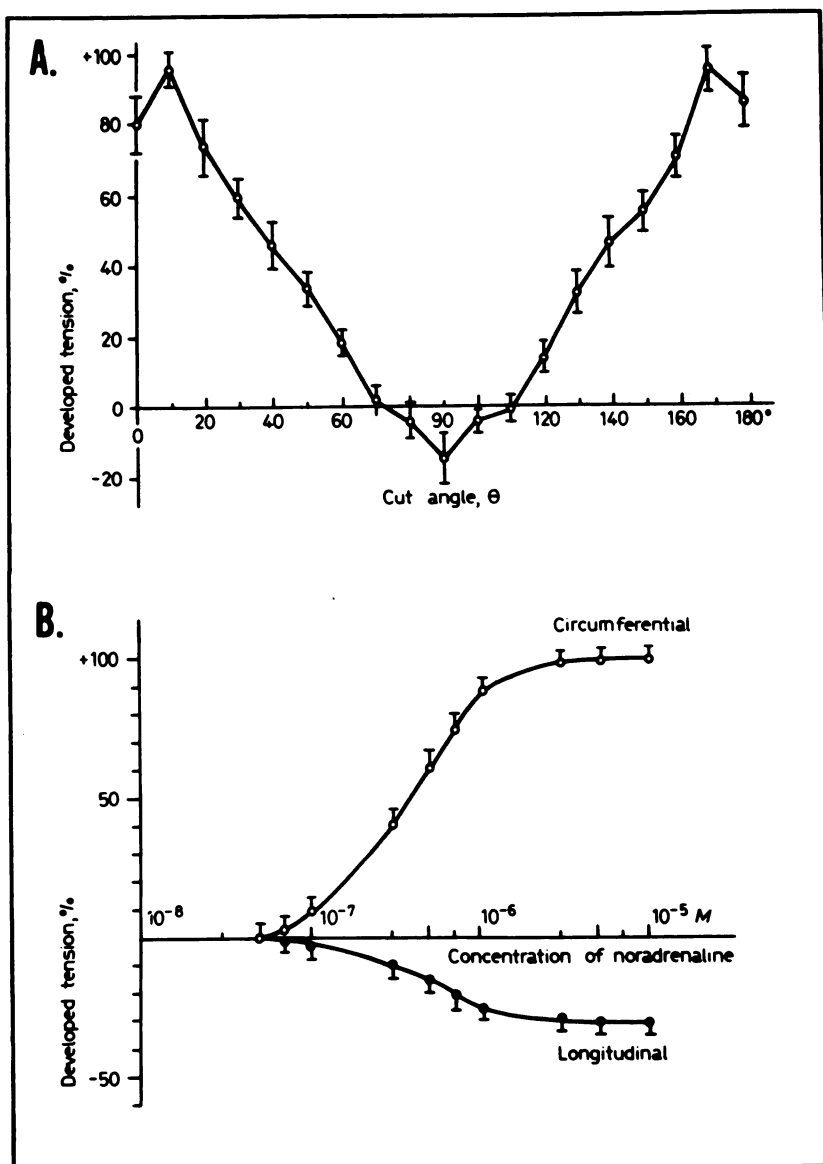 A.
+100
80
60
40
20
0
-20
Developed tension, %
0 20 40 60 90 120 140 160 180°
Cut angle, θ
B.
Circumferential
+100
50
10⁻⁸ 10⁻⁷ 10⁻⁶ 10⁻⁵ M
Concentration of noradrenaline
Developed tension, %
Longitudinal
-50